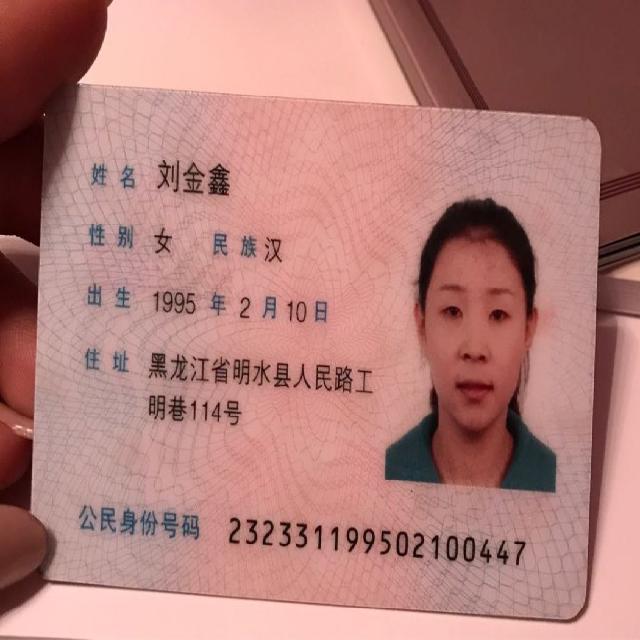 姓名 刘金鑫
性别 女 民族 汉
出生 1995 年 2 月 10 日
住址 黑龙江省明水县人民路工
明巷114号
公民身份号码 232331199502100447